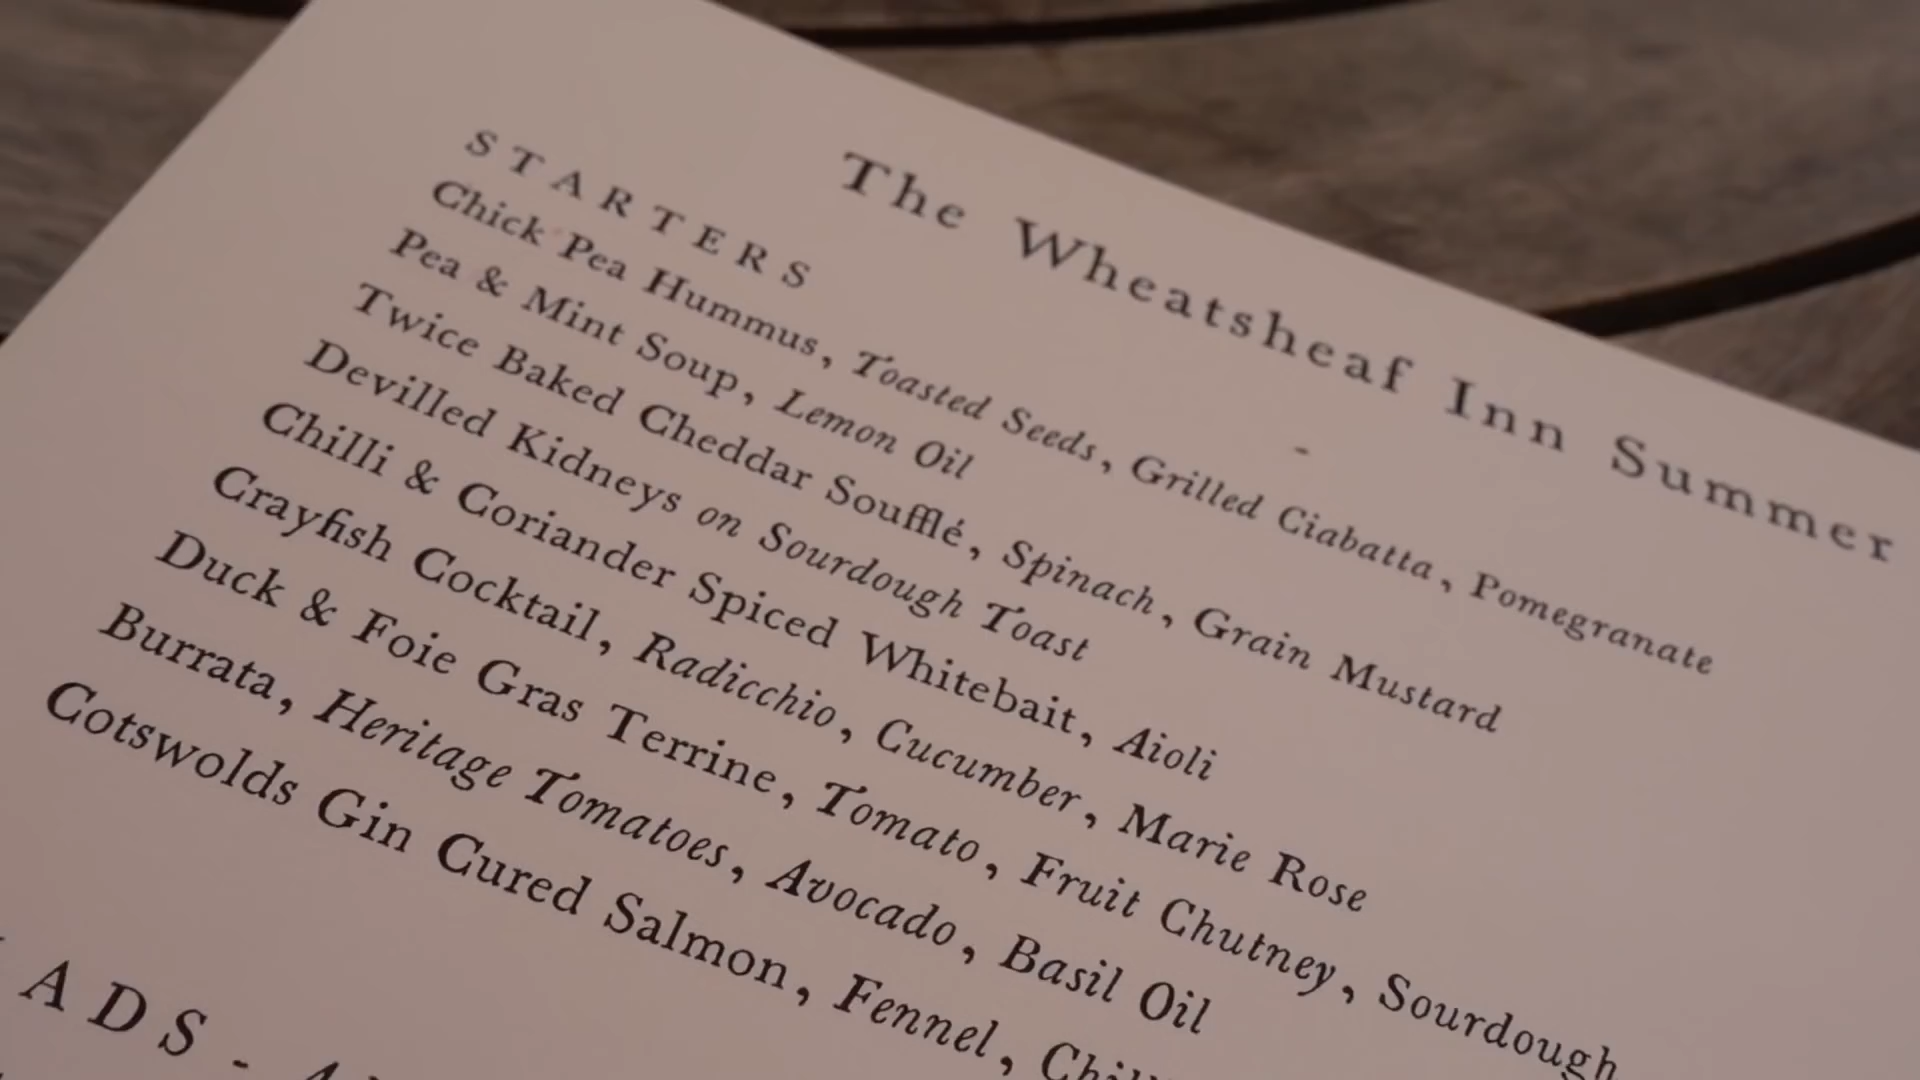 The Wheatsheaf Inn Summer
-
STARTERS
Chick Pea Hummus, Toasted Seeds, Grilled Ciabatta, Pomegranate
Pea & Mint Soup, Lemon Oil
Twice Baked Cheddar Soufflé, Spinach, Grain Mustard
Devilled Kidneys on Sourdough Toast
Chilli & Coriander Spiced Whitebait, Aioli
Crayfish Cocktail, Radicchio, Cucumber, Marie Rose
Duck & Foie Gras Terrine, Tomato, Fruit Chutney, Sourdough
Burrata, Heritage Tomatoes, Avocado, Basil Oil
Cotswolds Gin Cured Salmon, Fennel,
ADS -